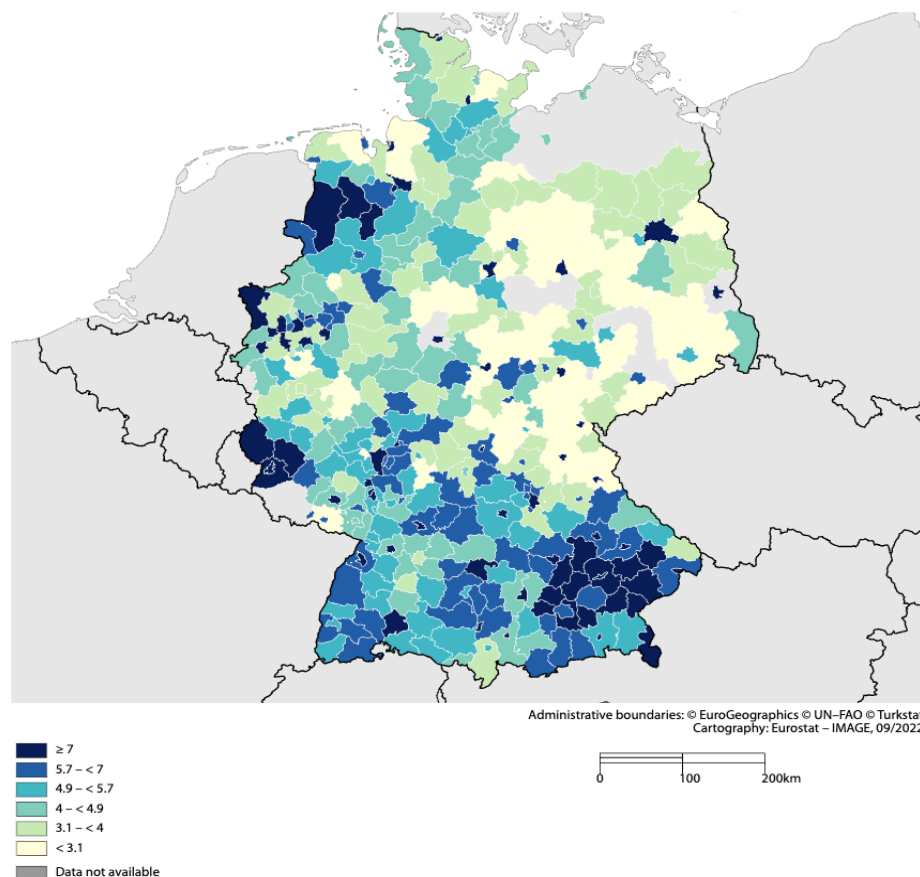 Administrative boundaries: © EuroGeographics © UN–FAO © Turkstat
Cartography: Eurostat – IMAGE, 09/2022
≥ 7
5.7 – < 7
4.9 – < 5.7
4 – < 4.9
3.1 – < 4
< 3.1
Data not available
0 100 200km